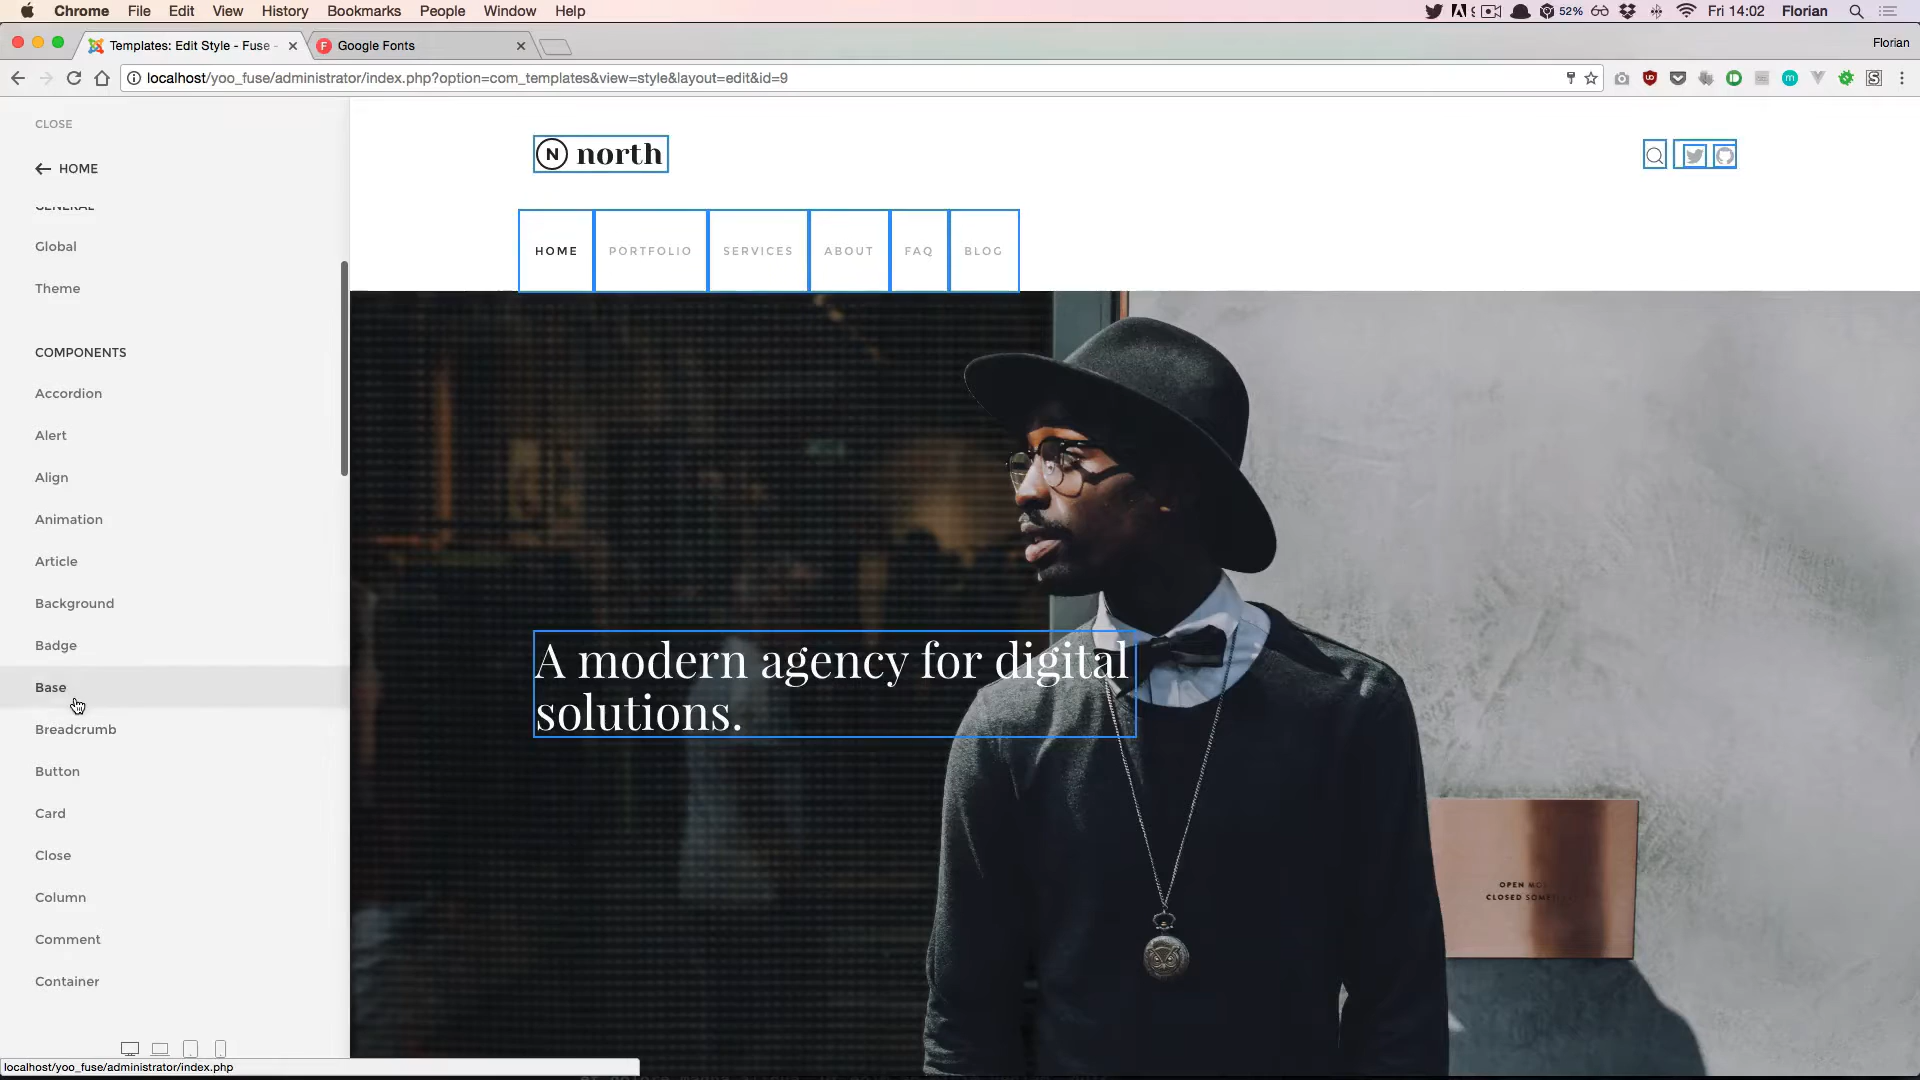 Chrome File Edit View History Bookmarks People Window Help 52% Fri 14:02 Florian
Templates: Edit Style - Fuse - Google Fonts Florian
localhost/yoo_fuse/administrator/index.php?option=com_templates&view=style&layout=edit&id=9
CLOSE
HOME
GENERAL
Global
Theme
COMPONENTS
Accordion
Alert
Align
Animation
Article
Background
Badge
Base
Breadcrumb
Button
Card
Close
Column
Comment
Container
localhost/yoo_fuse/administrator/index.php
N north
HOME PORTFOLIO SERVICES ABOUT FAQ BLOG
A modern agency for digital
solutions.
OPEN
CLOSED